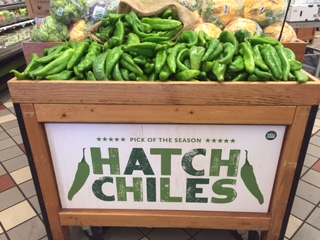 ★★★★★ PICK OF THE SEASON ★★★★★
HATCH
CHILES